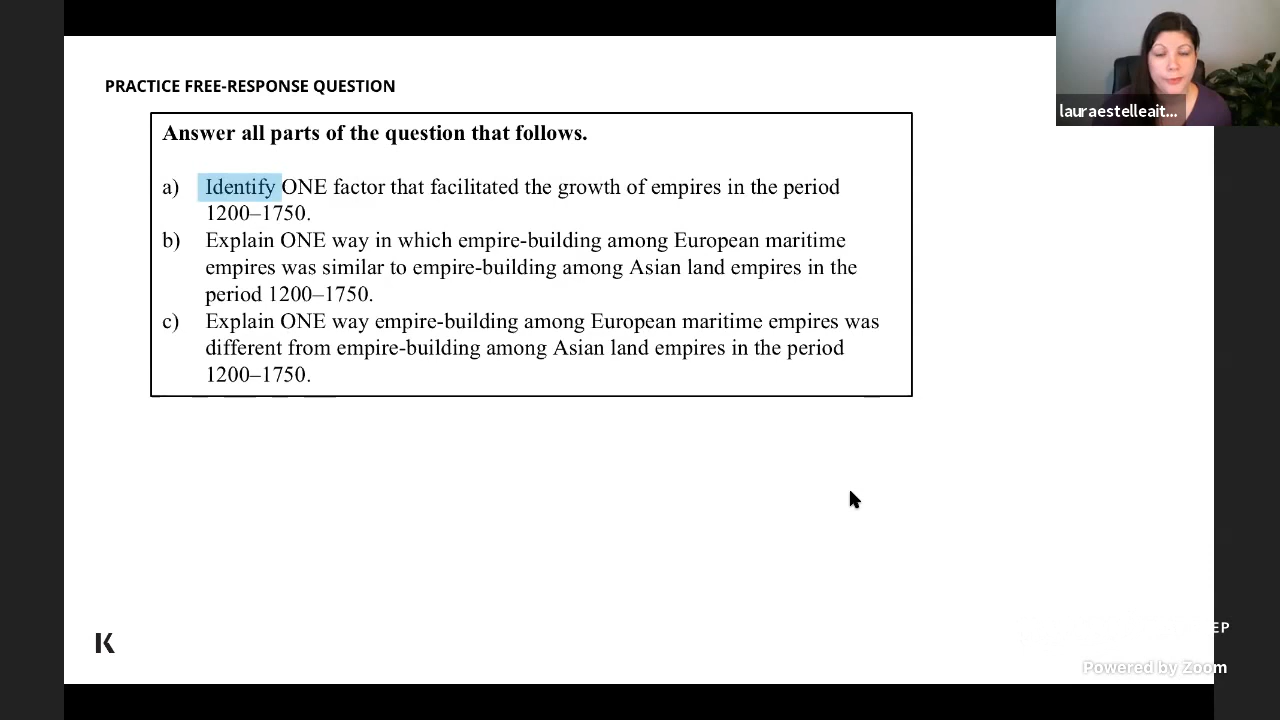 PRACTICE FREE-RESPONSE QUESTION
lauraestelleait...
Answer all parts of the question that follows.
a) Identify ONE factor that facilitated the growth of empires in the period
1200–1750.
b) Explain ONE way in which empire-building among European maritime
empires was similar to empire-building among Asian land empires in the
period 1200–1750.
c) Explain ONE way empire-building among European maritime empires was
different from empire-building among Asian land empires in the period
1200–1750.
K
EP
Powered by Zoom